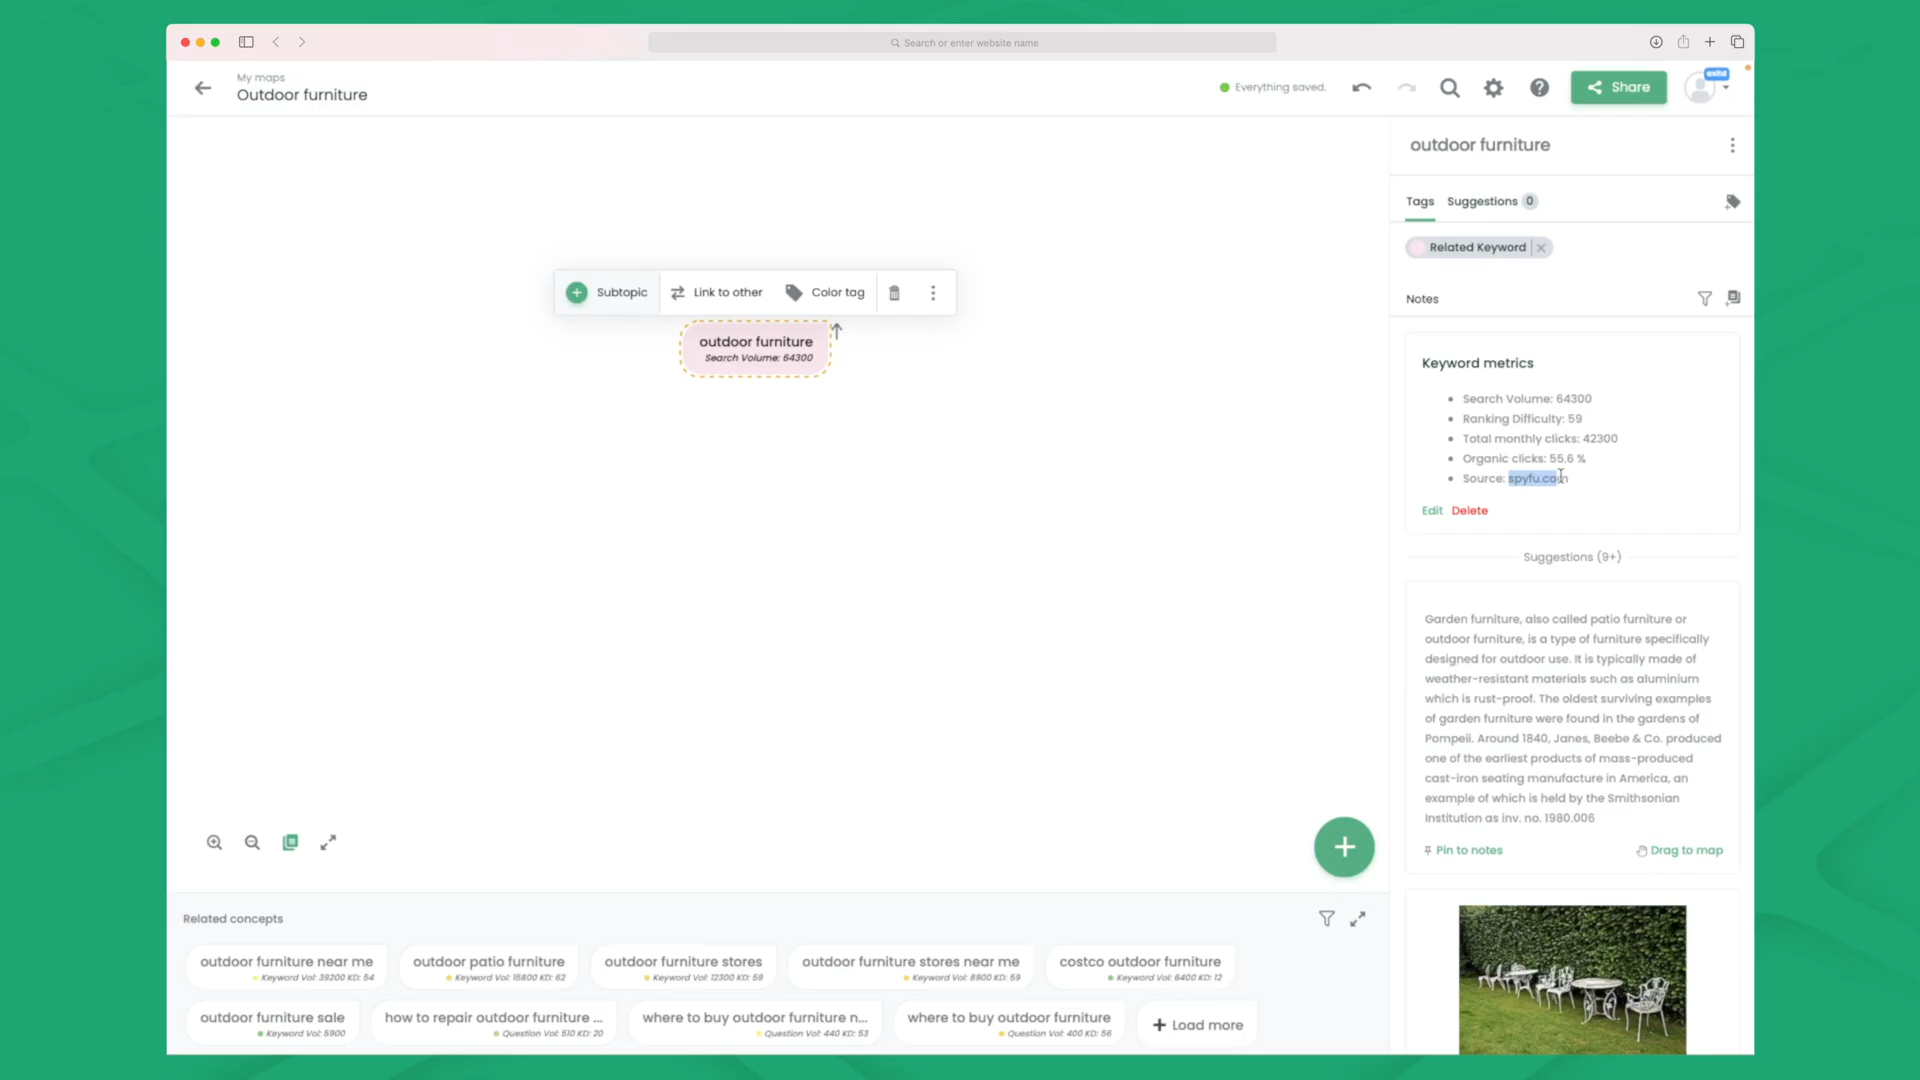 Search or enter website name
My maps
Outdoor furniture
Everything saved.
Share
outdoor furniture
Tags Suggestions 0
Related Keyword
Notes
Subtopic Link to other Color tag
outdoor furniture
Search Volume: 64300
Keyword metrics
Search Volume: 64300
Ranking Difficulty: 59
Total monthly clicks: 42300
Organic clicks: 55.6 %
Source: spyfu.com
Edit Delete
Suggestions (9+)
Garden furniture, also called patio furniture or
outdoor furniture, is a type of furniture specifically
designed for outdoor use. It is typically made of
weather-resistant materials such as aluminium
which is rust-proof. The oldest surviving examples
of garden furniture were found in the gardens of
Pompeii. Around 1840, Janes, Beebe & Co. produced
one of the earliest products of mass-produced
cast-iron seating manufacture in America, an
example of which is held by the Smithsonian
Institution as inv. no. 1980.006
Pin to notes Drag to map
Related concepts
outdoor furniture near me
Keyword Vol: 39200 KD: 54
outdoor patio furniture
Keyword Vol: 15800 KD: 62
outdoor furniture stores
Keyword Vol: 12300 KD: 59
outdoor furniture stores near me
Keyword Vol: 8900 KD: 59
costco outdoor furniture
Keyword Vol: 6400 KD: 12
outdoor furniture sale
Keyword Vol: 5900
how to repair outdoor furniture ...
Question Vol: 510 KD: 20
where to buy outdoor furniture n...
Question Vol: 440 KD: 53
where to buy outdoor furniture
Question Vol: 400 KD: 56
Load more